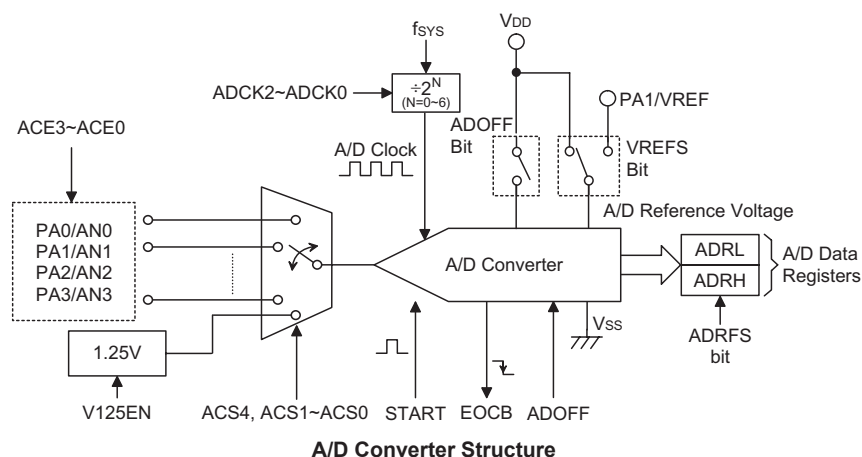 fSYS
ADCK2~ADCK0
÷2N
(N=0~6)
VDD
PA1/VREF
ADOFF
Bit
VREFS
Bit
ACE3~ACE0
A/D Clock
A/D Reference Voltage
PA0/AN0
PA1/AN1
PA2/AN2
PA3/AN3
A/D Converter
ADRL
ADRH
A/D Data
Registers
VSS
ADRFS
bit
1.25V
V125EN
ACS4, ACS1~ACS0
START
EOCB
ADOFF
A/D Converter Structure